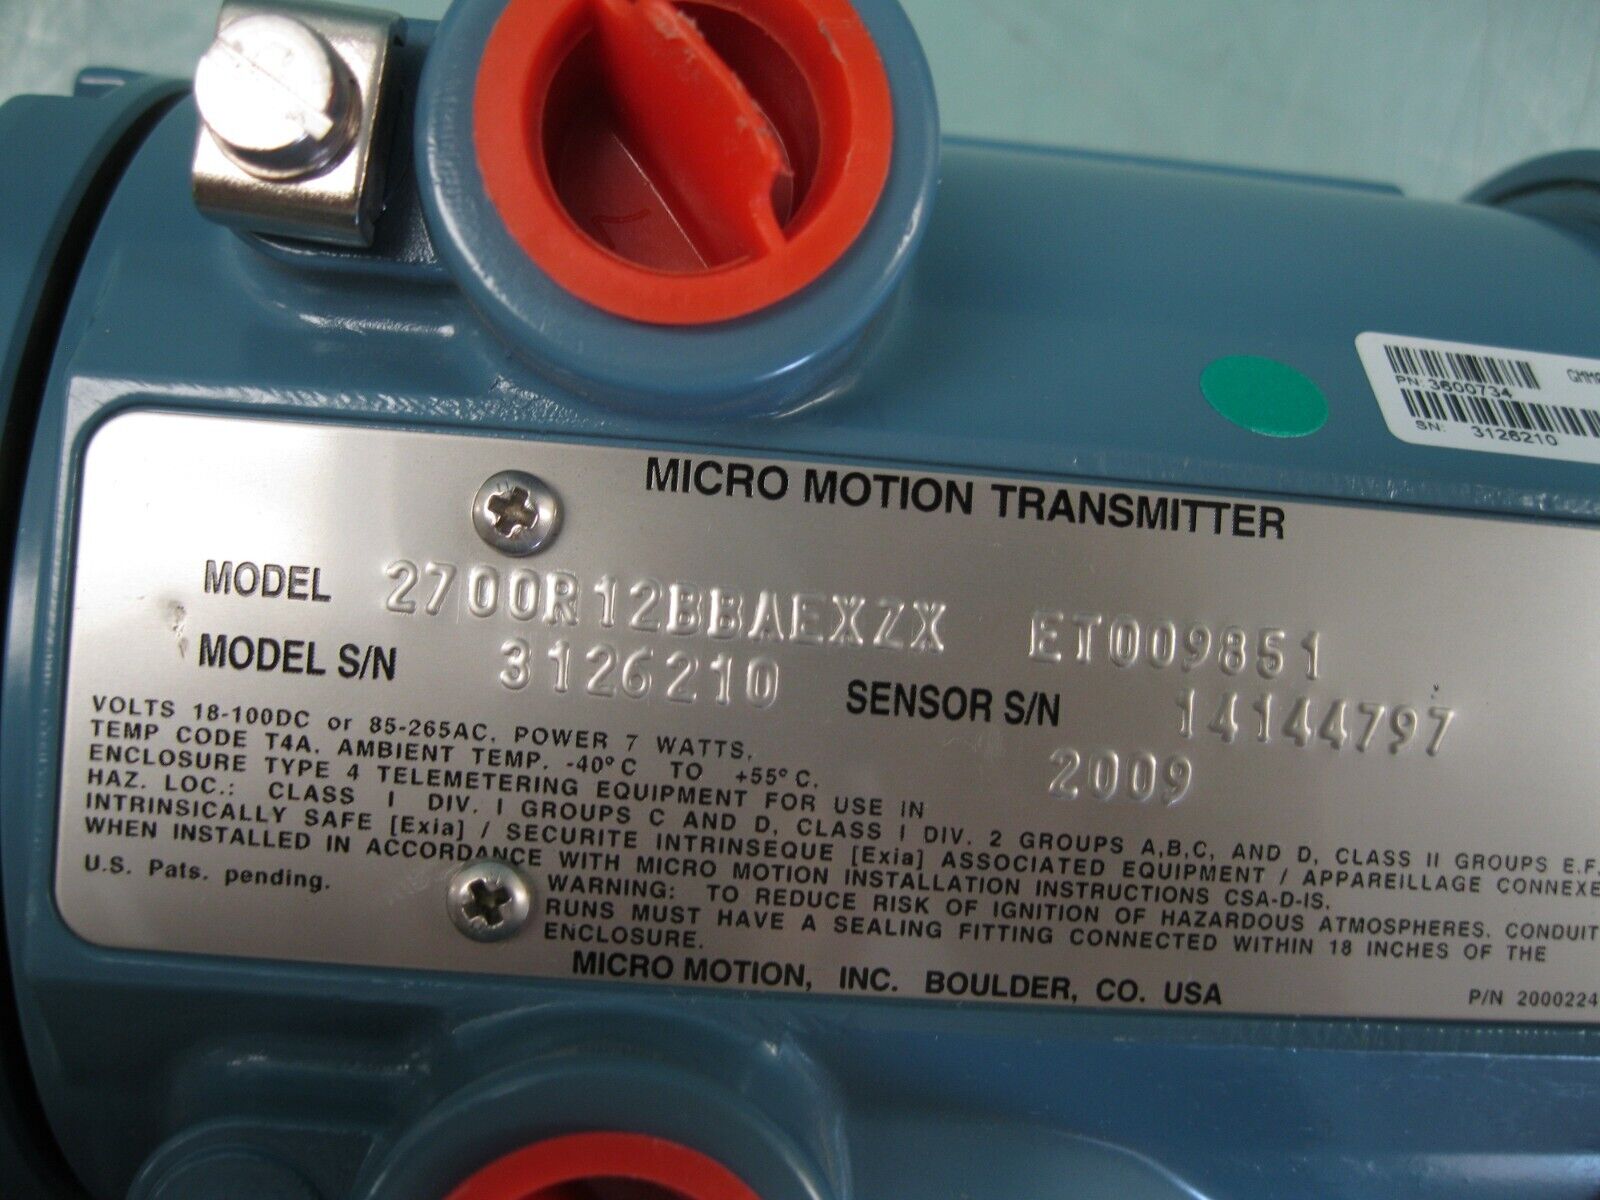 GMMR
PN: 3600734
SN: 3126210
MICRO MOTION TRANSMITTER
MODEL 2700R12BBAEXZX ET009851
MODEL S/N 3126210 SENSOR S/N 14144797
2009
VOLTS 18-100DC or 85-265AC. POWER 7 WATTS.
TEMP CODE T4A. AMBIENT TEMP. -40°C TO +55°C.
ENCLOSURE TYPE 4 TELEMETERING EQUIPMENT FOR USE IN
HAZ. LOC.: CLASS I DIV. I GROUPS C AND D, CLASS I DIV. 2 GROUPS A,B,C, AND D, CLASS II GROUPS E.F,
INTRINSICALLY SAFE [Exia] / SECURITE INTRINSEQUE [Exia] ASSOCIATED EQUIPMENT / APPAREILLAGE CONNEXE
WHEN INSTALLED IN ACCORDANCE WITH MICRO MOTION INSTALLATION INSTRUCTIONS CSA-D-IS.
U.S. Pats. pending.
WARNING: TO REDUCE RISK OF IGNITION OF HAZARDOUS ATMOSPHERES. CONDUIT
RUNS MUST HAVE A SEALING FITTING CONNECTED WITHIN 18 INCHES OF THE
ENCLOSURE.
MICRO MOTION, INC. BOULDER, CO. USA
P/N 2000224